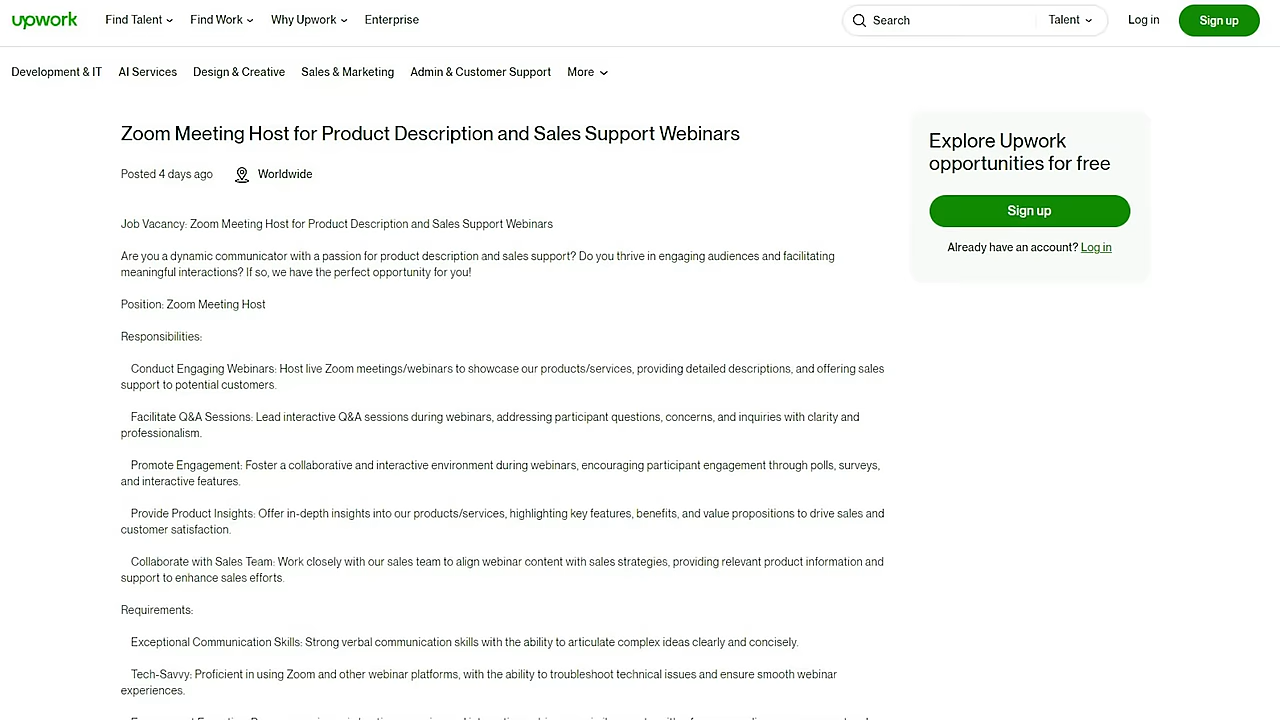 upwork Find Talent Find Work Why Upwork Enterprise Search Talent Log in Sign up
Development & IT AI Services Design & Creative Sales & Marketing Admin & Customer Support More
Zoom Meeting Host for Product Description and Sales Support Webinars
Posted 4 days ago Worldwide
Explore Upwork
opportunities for free
Sign up
Already have an account? Log in
Job Vacancy: Zoom Meeting Host for Product Description and Sales Support Webinars
Are you a dynamic communicator with a passion for product description and sales support? Do you thrive in engaging audiences and facilitating
meaningful interactions? If so, we have the perfect opportunity for you!
Position: Zoom Meeting Host
Responsibilities:
Conduct Engaging Webinars: Host live Zoom meetings/webinars to showcase our products/services, providing detailed descriptions, and offering sales
support to potential customers.
Facilitate Q&A Sessions: Lead interactive Q&A sessions during webinars, addressing participant questions, concerns, and inquiries with clarity and
professionalism.
Promote Engagement: Foster a collaborative and interactive environment during webinars, encouraging participant engagement through polls, surveys,
and interactive features.
Provide Product Insights: Offer in-depth insights into our products/services, highlighting key features, benefits, and value propositions to drive sales and
customer satisfaction.
Collaborate with Sales Team: Work closely with our sales team to align webinar content with sales strategies, providing relevant product information and
support to enhance sales efforts.
Requirements:
Exceptional Communication Skills: Strong verbal communication skills with the ability to articulate complex ideas clearly and concisely.
Tech-Savvy: Proficient in using Zoom and other webinar platforms, with the ability to troubleshoot technical issues and ensure smooth webinar
experiences.